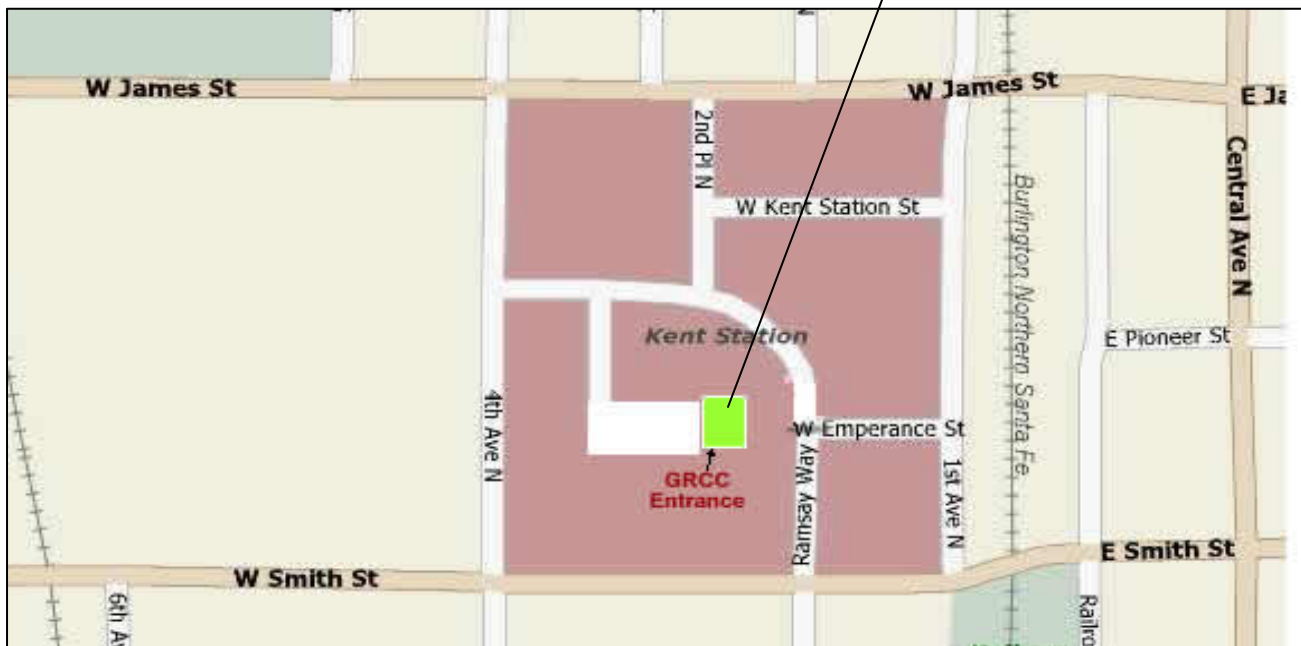 W James St
W James St
E Ja
2nd Pl N
Central Ave N
W Kent Station St
Burlington Northern Santa Fe
Kent Station
E Pioneer St
4th Ave N
W Emperance St
GRCC
Entrance
Ramsay Way
1st Ave N
W Smith St
E Smith St
6th Av
Railro